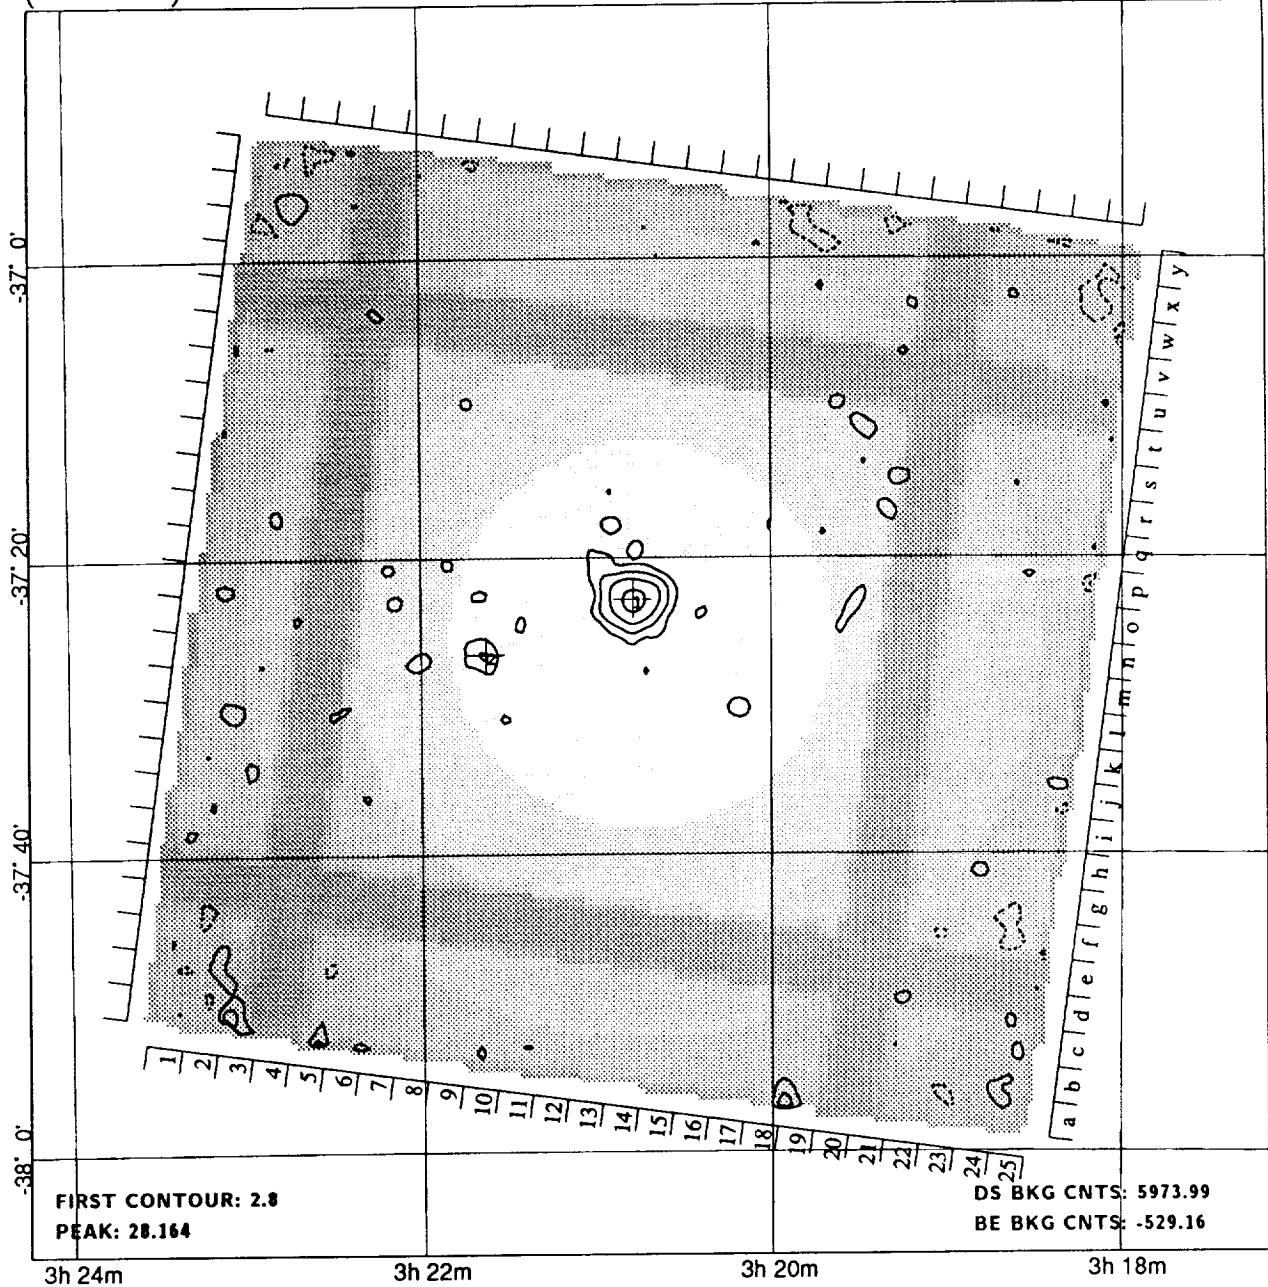 -37° 0'
-37° 20'
-37° 40'
-38° 0'
1 2 3 4 5 6 7 8 9 10 11 12 13 14 15 16 17 18 19 20 21 22 23 24 25
a b c d e f g h i j k l m n o p q r s t u v w x y
1
2
FIRST CONTOUR: 2.8
PEAK: 28.164
DS BKG CNTS: 5973.99
BE BKG CNTS: -529.16
3h 24m 3h 22m 3h 20m 3h 18m